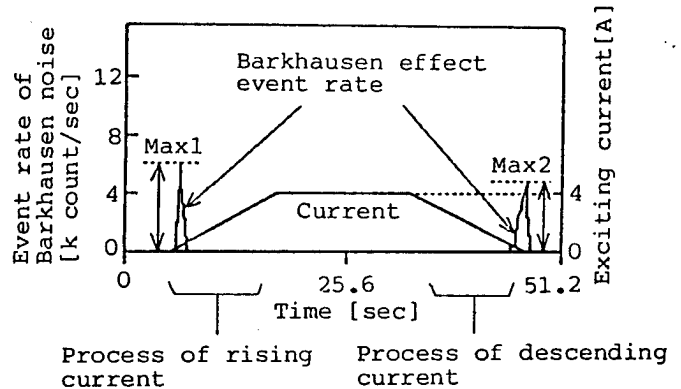 Event rate of
Barkhausen noise
[k count/sec]
12
8
4
0
Barkhausen effect
event rate
Max1
Max2
Current
Exciting current[A]
4
0
0
25.6
51.2
Time [sec]
Process of rising
current
Process of descending
current